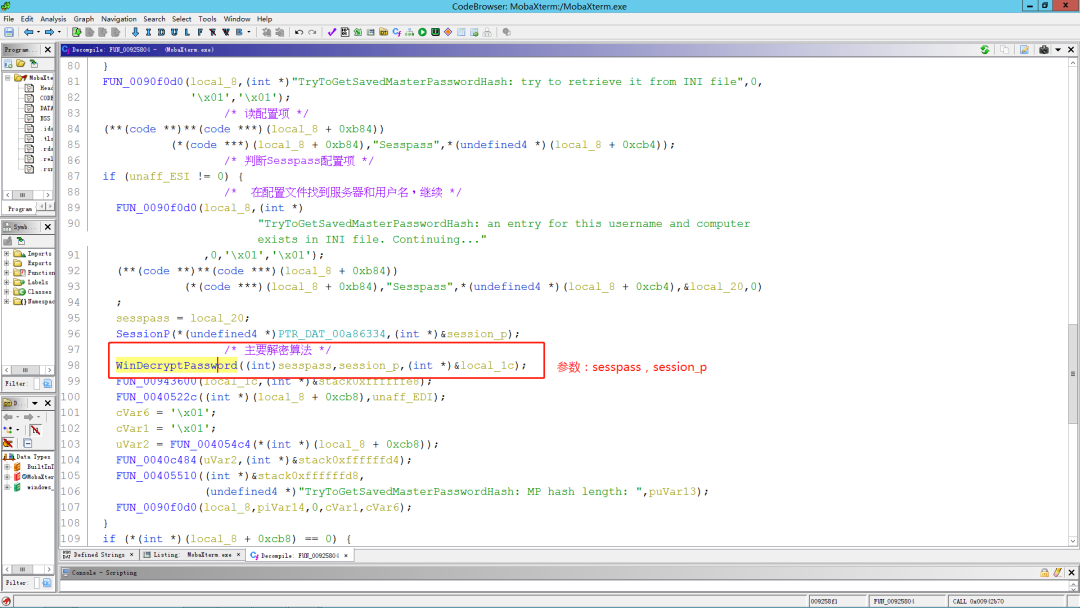 CodeBrowser: MobaXterm:/MobaXterm.exe
File Edit Analysis Graph Navigation Search Select Tools Window Help
Program
Decompile: FUN_00925804 - (MobaXterm.exe)
80 }
81 FUN_0090f0d0(local_8,(int *)"TryToGetSavedMasterPasswordHash: try to retrieve it from INI file",0,
82 '\x01','\x01');
83 /* 读配置项 */
84 (**(code **)**(code ***)(local_8 + 0xb84))
85 (*(code ***)(local_8 + 0xb84),"Sesspass",*(undefined4 *)(local_8 + 0xcb4));
86 /* 判断Sesspass配置项 */
87 if (unaff_ESI != 0) {
88 /* 在配置文件找到服务器和用户名,继续 */
89 FUN_0090f0d0(local_8,(int *)
90 "TryToGetSavedMasterPasswordHash: an entry for this username and computer
exists in INI file. Continuing..."
91 ,0,'\x01','\x01');
92 (**(code **)**(code ***)(local_8 + 0xb84))
93 (*(code ***)(local_8 + 0xb84),"Sesspass",*(undefined4 *)(local_8 + 0xcb4),&local_20,0)
94 ;
95 sesspass = local_20;
96 SessionP(*(undefined4 *)PTR_DAT_00a86334,(int *)&session_p);
97 /* 主要解密算法 */
98 WinDecryptPassword((int)sesspass,session_p,(int *)&local_1c);
参数:sesspass,session_p
99 FUN_00943600(local_1c,(int *)&stack0xffffffe8);
100 FUN_0040522c((int *)(local_8 + 0xcb8),unaff_EDI);
101 cVar6 = '\x01';
102 cVar1 = '\x01';
103 uVar2 = FUN_004054c4(*(int *)(local_8 + 0xcb8));
104 FUN_0040c484(uVar2,(int *)&stack0xffffffd4);
105 FUN_00405510((int *)&stack0xffffffd8,
106 (undefined4 *)"TryToGetSavedMasterPasswordHash: MP hash length: ",puVar13);
107 FUN_0090f0d0(local_8,piVar14,0,cVar1,cVar6);
108 }
109 if (*(int *)(local_8 + 0xcb8) == 0) {
MobaXt
Head
CODE
DATA
BSS
Program
Symb
Imports
Exports
Function
Labels
Classes
Namespac
Filter:
Data Types
BuiltInT
MobaXter
windows_
Filter:
Defined Strings × Listing: MobaXterm.exe × Decompile: FUN_00925804 ×
Console - Scripting
009258f1 FUN_00925804 CALL 0x00942b70